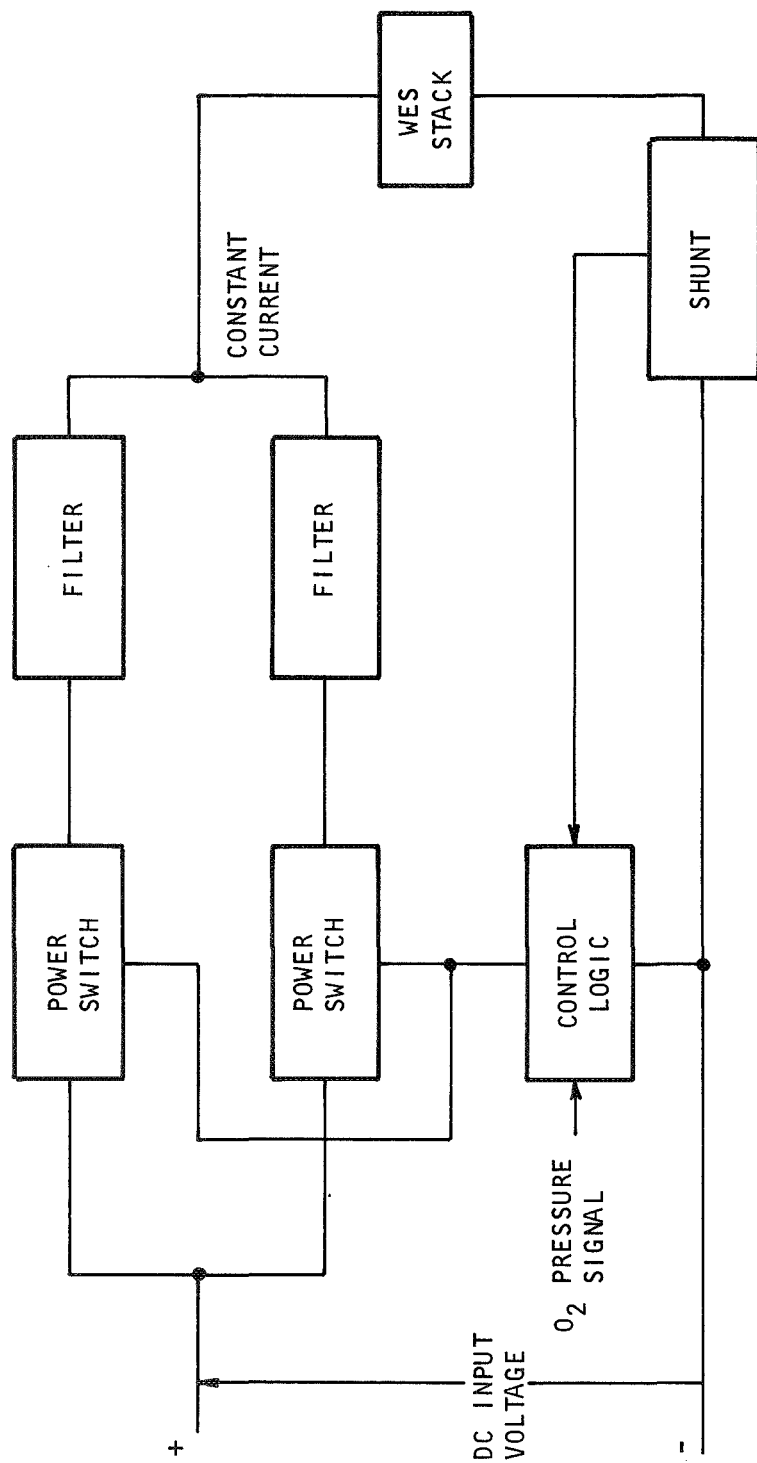 +
DC INPUT
VOLTAGE
-
POWER
SWITCH
FILTER
POWER
SWITCH
FILTER
CONSTANT
CURRENT
WES
STACK
O2 PRESSURE
SIGNAL
CONTROL
LOGIC
SHUNT